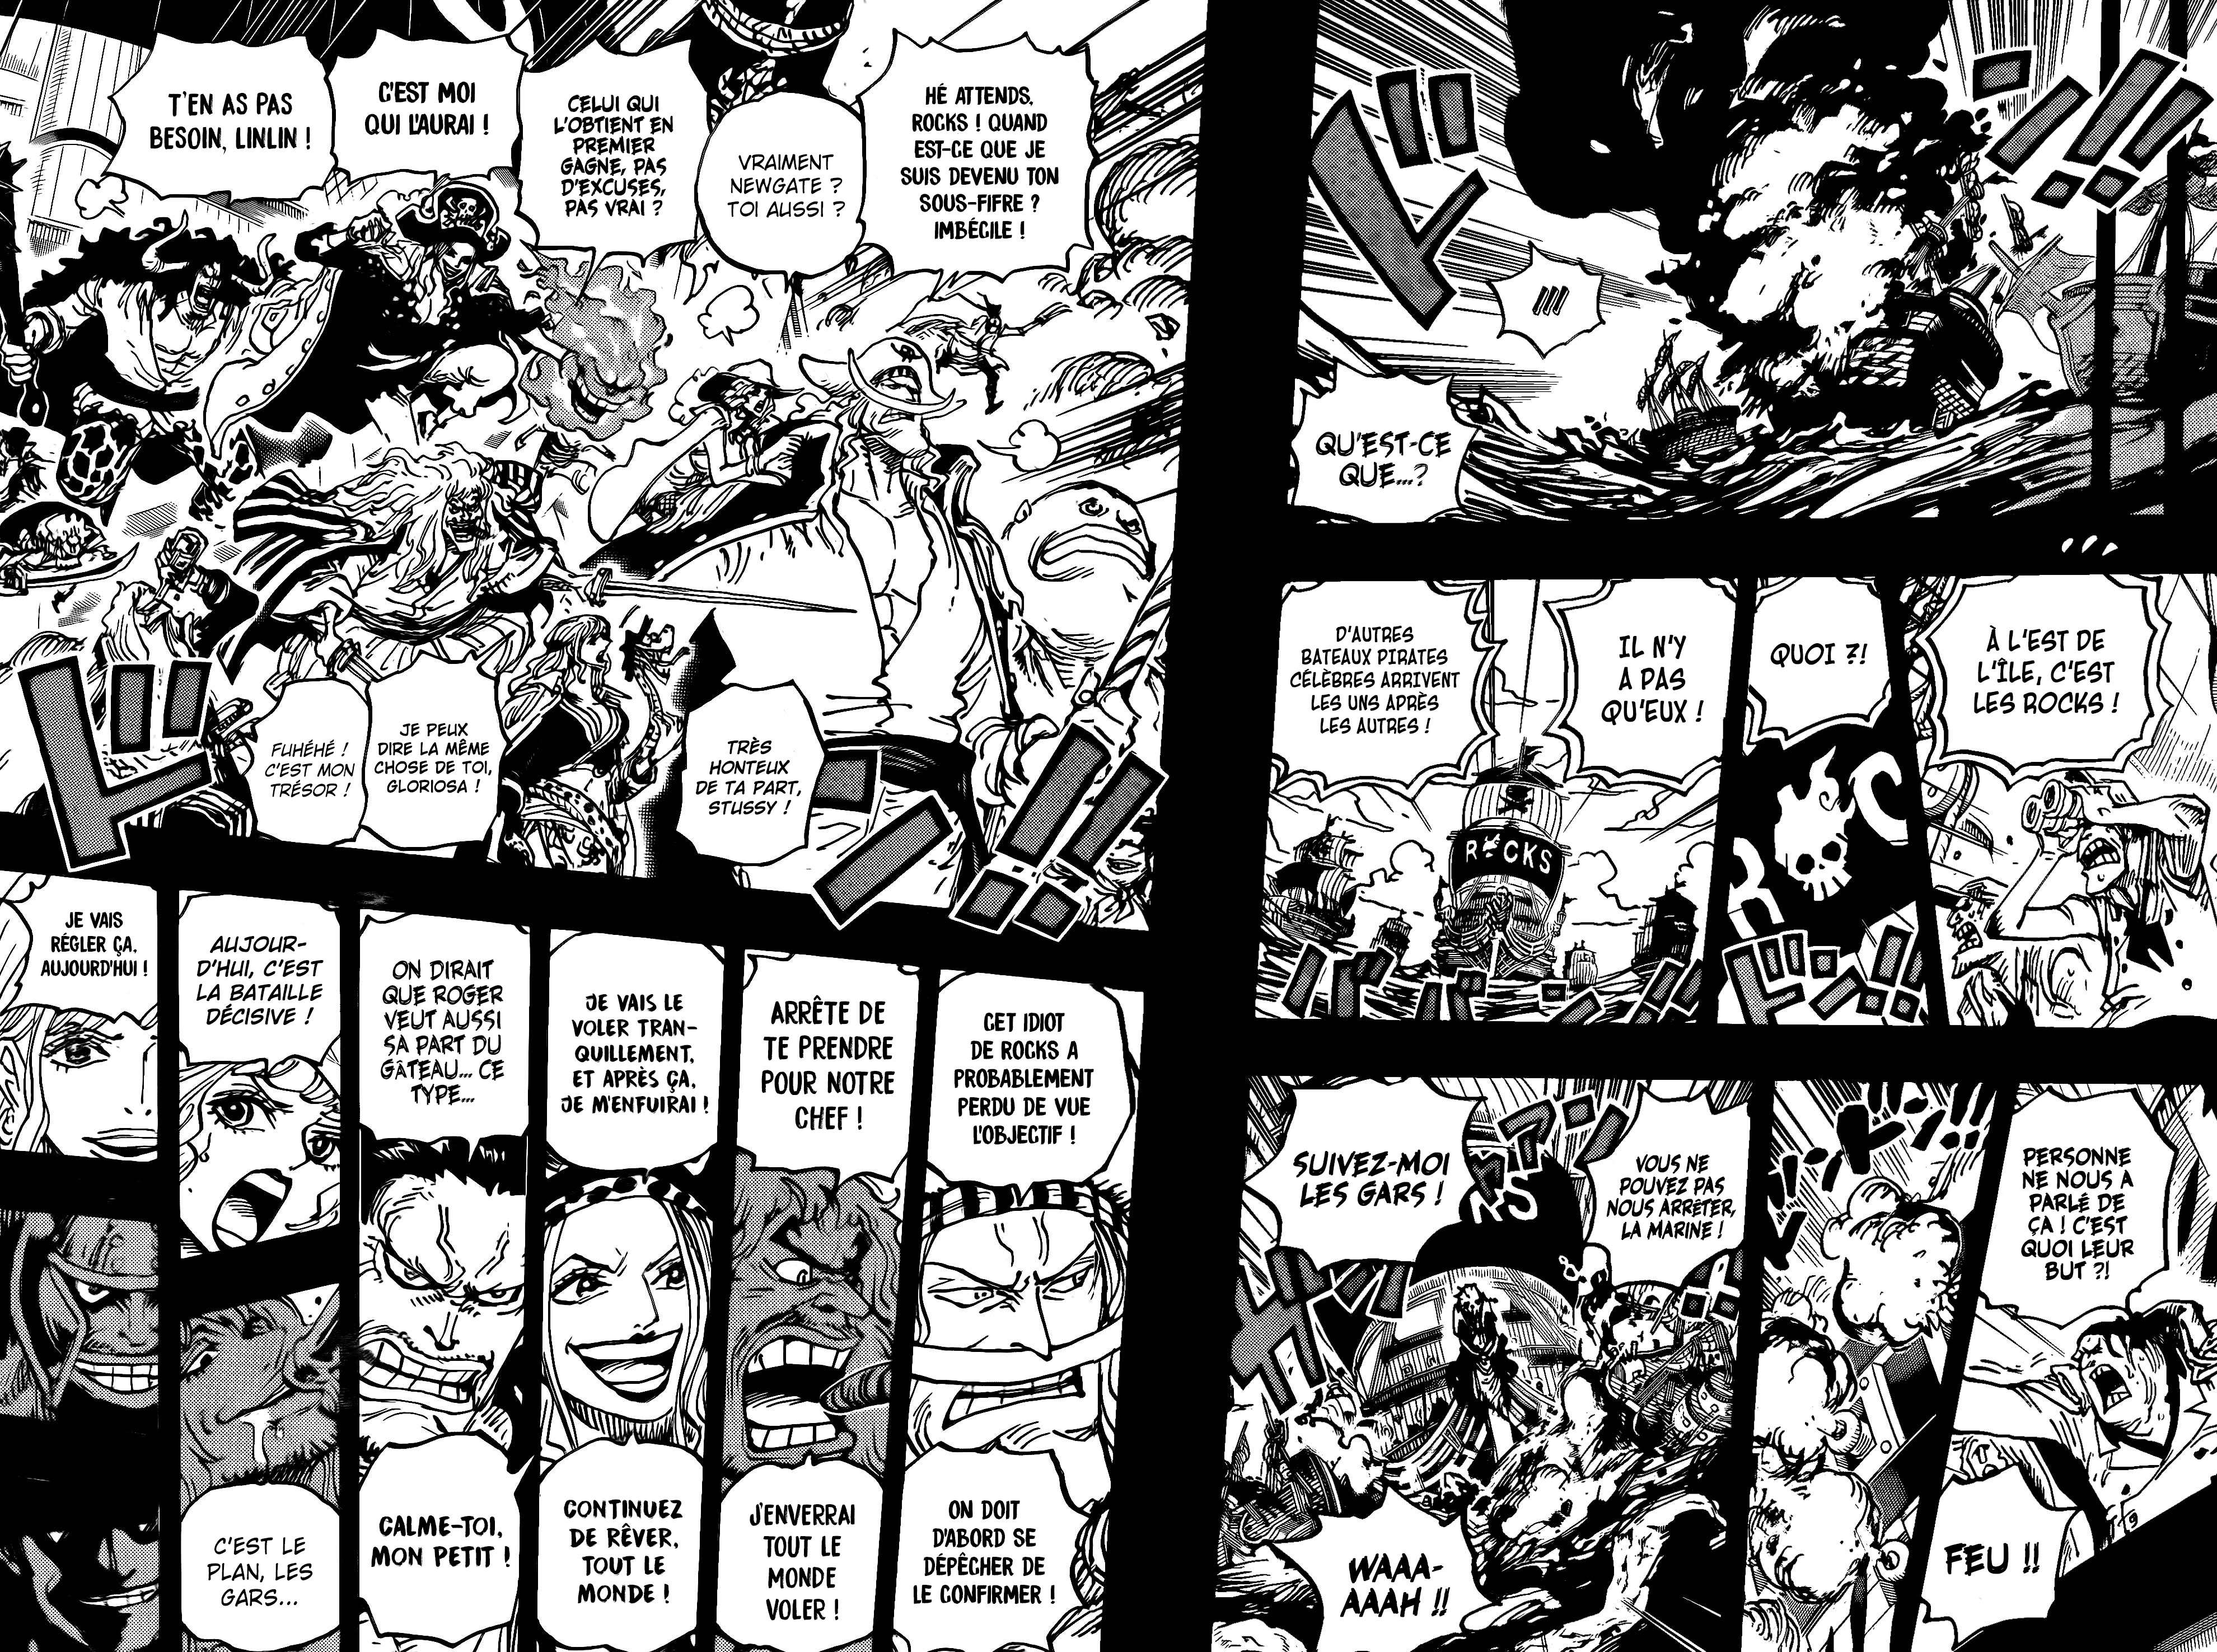 QU'EST-CE
QUE...?
À L'EST DE
L'ÎLE, C'EST
LES ROCKS !
QUOI ?!
IL N'Y
A PAS
QU'EUX !
D'AUTRES
BATEAUX PIRATES
CÉLÈBRES ARRIVENT
LES UNS APRÈS
LES AUTRES !
ROCKS
PERSONNE
NE NOUS A
PARLÉ DE
ÇA ! C'EST
QUOI LEUR
BUT ?!
FEU !!
VOUS NE
POUVEZ PAS
NOUS ARRÊTER,
LA MARINE !
SUIVEZ-MOI
LES GARS !
WAAA-
AAAH !!
HÉ ATTENDS,
ROCKS ! QUAND
EST-CE QUE JE
SUIS DEVENU TON
SOUS-FIFRE ?
IMBÉCILE !
VRAIMENT
NEWGATE ?
TOI AUSSI ?
CELUI QUI
L'OBTIENT EN
PREMIER
GAGNE, PAS
D'EXCUSES,
PAS VRAI ?
C'EST MOI
QUI L'AURAI !
T'EN AS PAS
BESOIN, LINLIN !
TRÈS
HONTEUX
DE TA PART,
STUSSY !
JE PEUX
DIRE LA MÊME
CHOSE DE TOI,
GLORIOSA !
FUHÉHÉ !
C'EST MON
TRÉSOR !
ドドン!!
CET IDIOT
DE ROCKS A
PROBABLEMENT
PERDU DE VUE
L'OBJECTIF !
ON DOIT
D'ABORD SE
DÉPÊCHER DE
LE CONFIRMER !
ARRÊTE DE
TE PRENDRE
POUR NOTRE
CHEF !
J'ENVERRAI
TOUT LE
MONDE
VOLER !
JE VAIS LE
VOLER TRAN-
QUILLEMENT,
ET APRÈS ÇA,
JE M'ENFUIRAI !
CONTINUEZ
DE RÊVER,
TOUT LE
MONDE !
ON DIRAIT
QUE ROGER
VEUT AUSSI
SA PART DU
GÂTEAU... CE
TYPE...
CALME-TOI,
MON PETIT !
AUJOUR-
D'HUI, C'EST
LA BATAILLE
DÉCISIVE !
C'EST LE
PLAN, LES
GARS...
JE VAIS
RÉGLER ÇA,
AUJOURD'HUI !